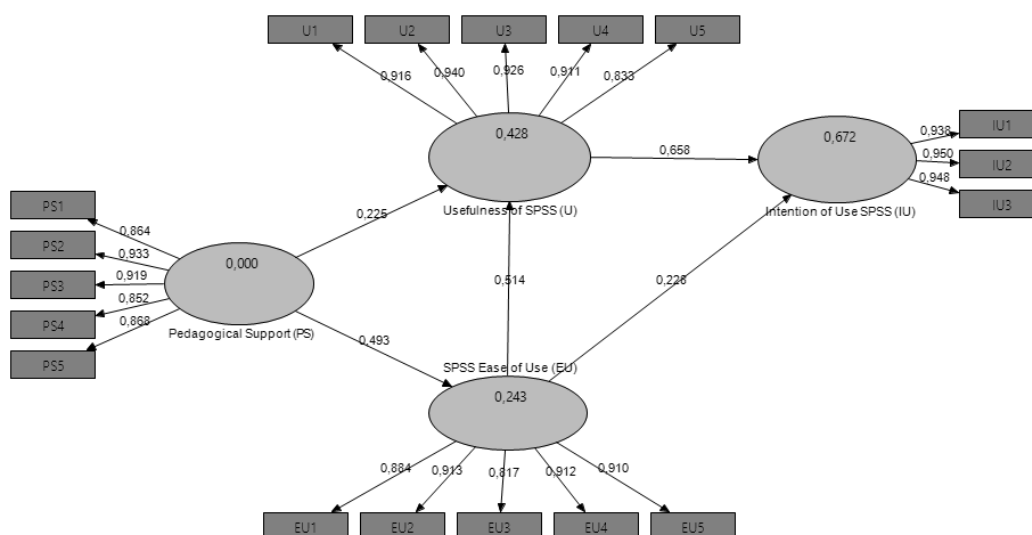 U1
U2
U3
U4
U5
0,916
0,940
0,926
0,911
0,833
0,428
Usefulness of SPSS (U)
0,672
Intention of Use SPSS (IU)
0,658
0,938
0,950
0,948
IU1
IU2
IU3
PS1
PS2
PS3
PS4
PS5
0,864
0,933
0,919
0,852
0,868
0,000
Pedagogical Support (PS)
0,225
0,493
0,514
0,226
SPSS Ease of Use (EU)
0,243
0,884
0,913
0,817
0,912
0,910
EU1
EU2
EU3
EU4
EU5